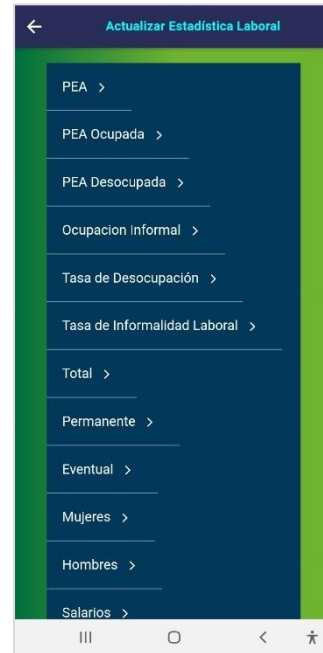 Actualizar Estadística Laboral
PEA >
PEA Ocupada >
PEA Desocupada >
Ocupacion Informal >
Tasa de Desocupación >
Tasa de Informalidad Laboral >
Total >
Permanente >
Eventual >
Mujeres >
Hombres >
Salarios >